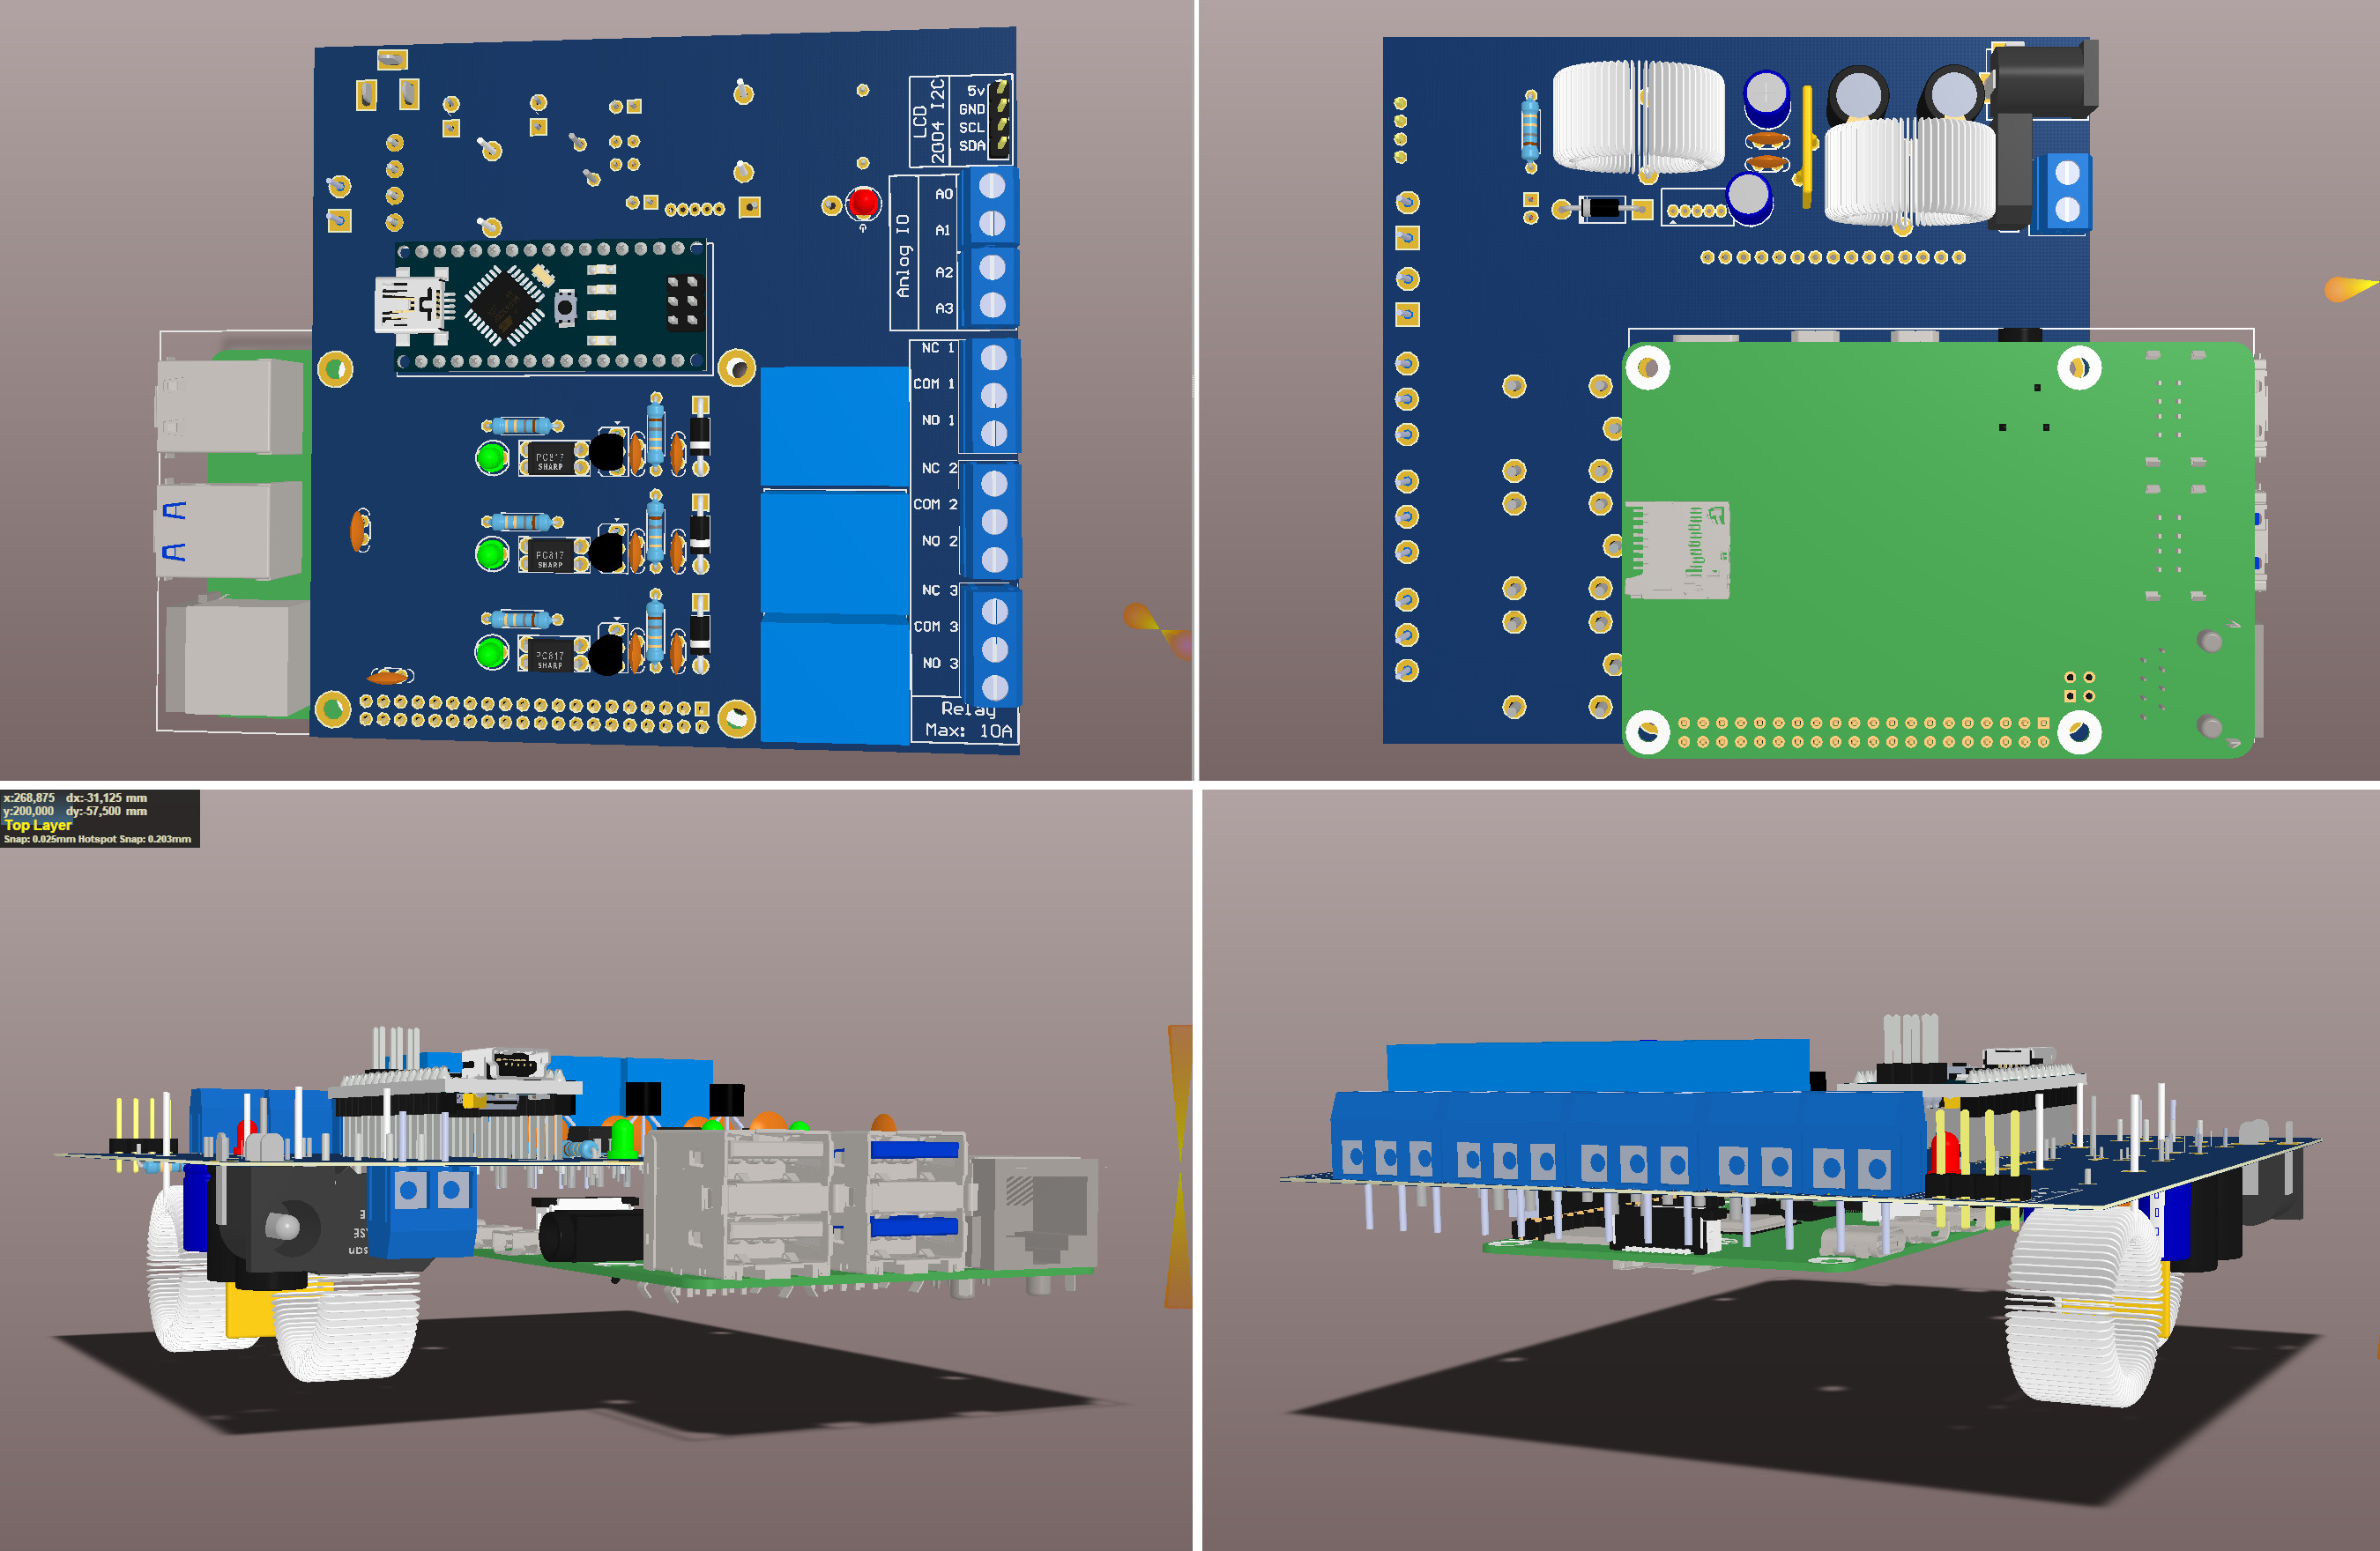 LCD
2004 I2C
5v
GND
SCL
SDA
Analog IO
A0
A1
A2
A3
NC 1
COM 1
NO 1
NC 2
COM 2
NO 2
NC 3
COM 3
NO 3
Relay
Max: 10A
PC817
SHARP
PC817
SHARP
PC817
SHARP
x:268,875 dx:-31,125 mm
y:200,000 dy:-57,500 mm
Top Layer
Snap: 0.025mm Hotspot Snap: 0.203mm